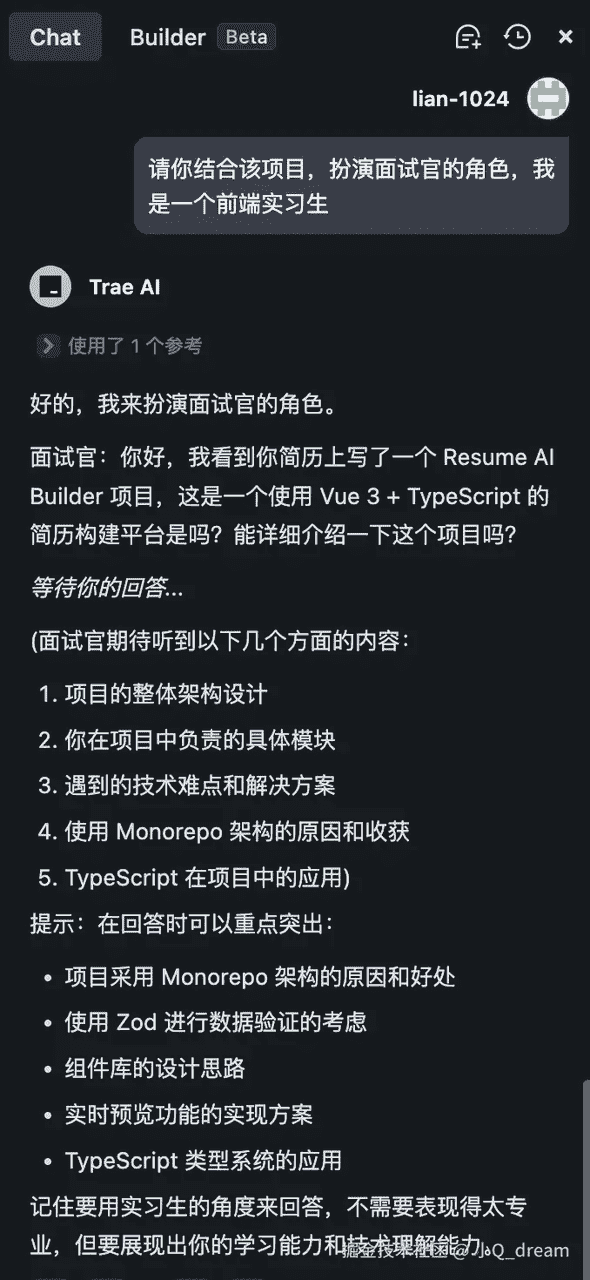 Chat Builder Beta
lian-1024
请你结合该项目，扮演面试官的角色，我
是一个前端实习生
Trae AI
使用了 1 个参考
好的，我来扮演面试官的角色。
面试官：你好，我看到你简历上写了一个 Resume AI
Builder 项目，这是一个使用 Vue 3 + TypeScript 的
简历构建平台是吗？能详细介绍一下这个项目吗？
等待你的回答...
(面试官期待听到以下几个方面的内容：
1. 项目的整体架构设计
2. 你在项目中负责的具体模块
3. 遇到的技术难点和解决方案
4. 使用 Monorepo 架构的原因和收获
5. TypeScript 在项目中的应用)
提示：在回答时可以重点突出：
• 项目采用 Monorepo 架构的原因和好处
• 使用 Zod 进行数据验证的考虑
• 组件库的设计思路
• 实时预览功能的实现方案
• TypeScript 类型系统的应用
记住要用实习生的角度来回答，不需要表现得太专
业，但要展现出你的学习能力和技术理解能力。
掘金技术社区 @ 小Q_dream